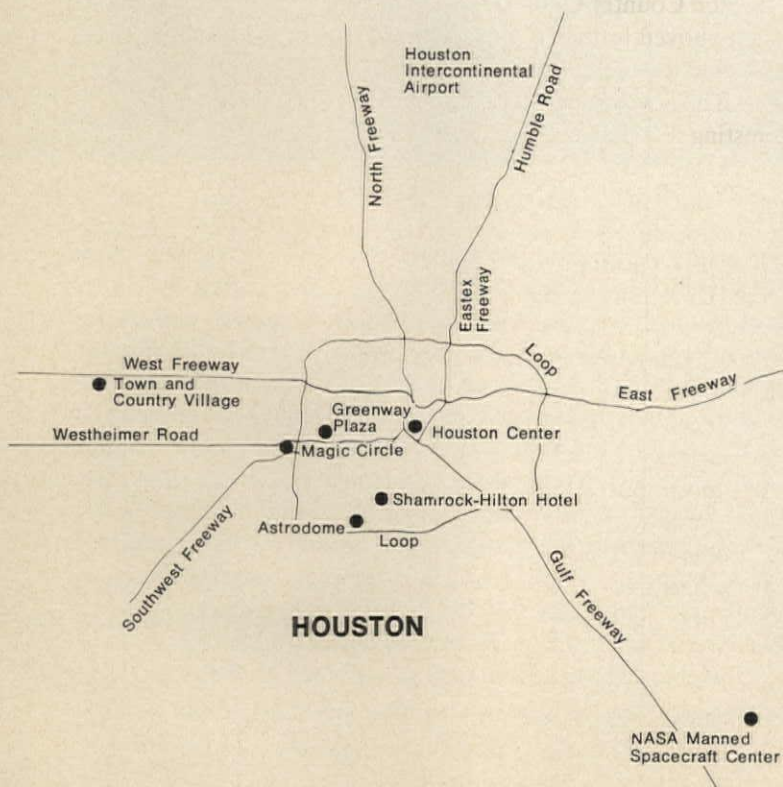 Houston
Intercontinental
Airport
North Freeway
Humble Road
Eastex
Freeway
Loop
West Freeway
Town and
Country Village
East Freeway
Greenway
Plaza
Westheimer Road
Houston Center
Magic Circle
Shamrock-Hilton Hotel
Astrodome
Loop
Southwest Freeway
Gulf Freeway
HOUSTON
NASA Manned
Spacecraft Center